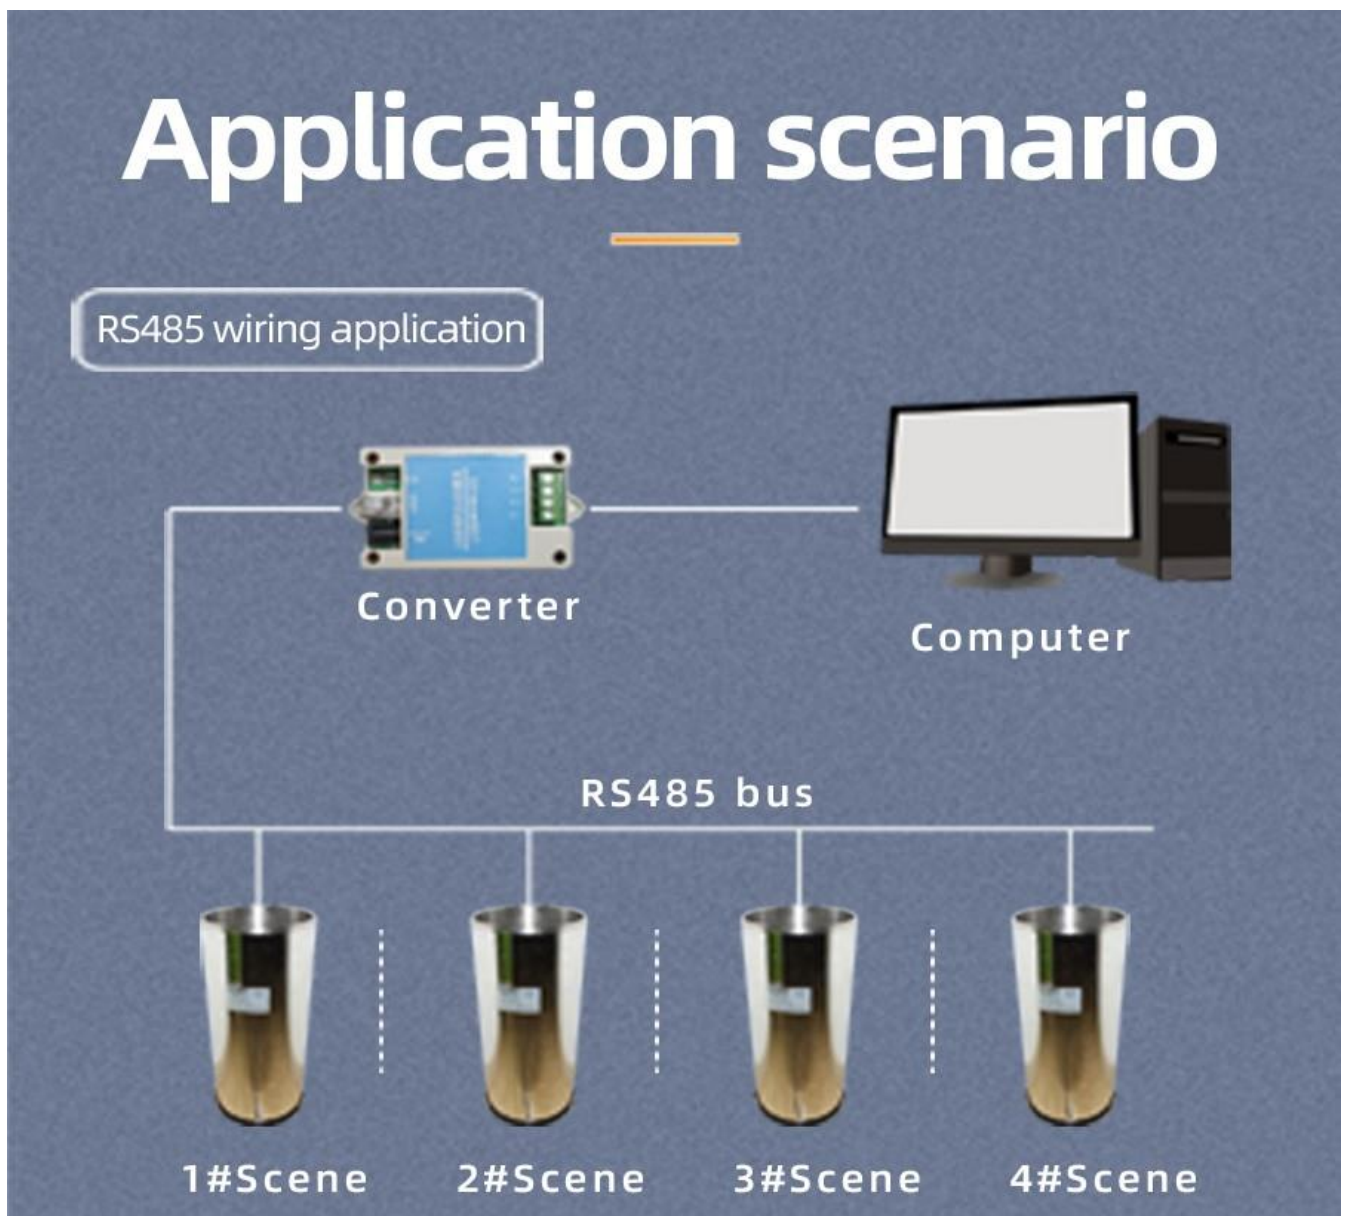 Application scenario
RS485 wiring application
Converter
Computer
RS485 bus
1#Scene
2#Scene
3#Scene
4#Scene